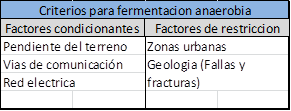 Criterios para fermentacion anaerobia
Factores condicionantes Factores de restriccion
Pendiente del terreno Zonas urbanas
Vias de comunicación Geologia (Fallas y
Red electrica fracturas)